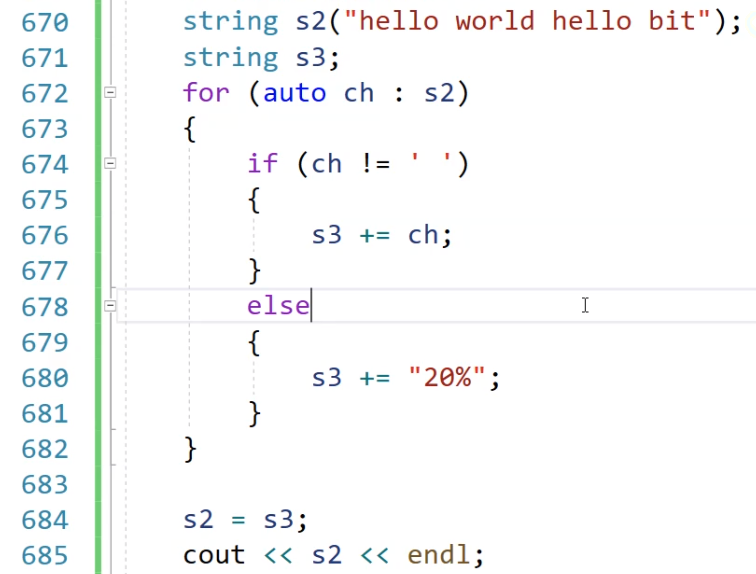 670 string s2("hello world hello bit");
671 string s3;
672 for (auto ch : s2)
673 {
674 if (ch != ' ')
675 {
676 s3 += ch;
677 }
678 else
679 {
680 s3 += "20%";
681 }
682 }
683
684 s2 = s3;
685 cout << s2 << endl;